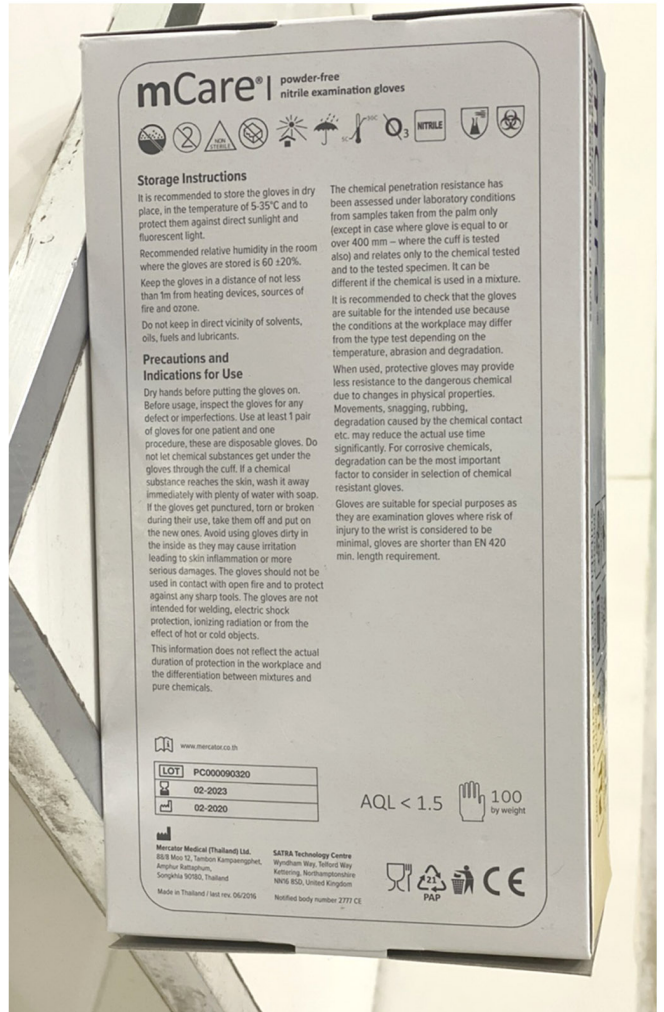 mCare®
powder-free
nitrile examination gloves
2
NON
STERILE
5C
30C
O3
NITRILE
Storage Instructions
It is recommended to store the gloves in dry
place, in the temperature of 5-35°C and to
protect them against direct sunlight and
fluorescent light.
Recommended relative humidity in the room
where the gloves are stored is 60 ±20%.
Keep the gloves in a distance of not less
than 1m from heating devices, sources of
fire and ozone.
Do not keep in direct vicinity of solvents,
oils, fuels and lubricants.
Precautions and
Indications for Use
Dry hands before putting the gloves on.
Before usage, inspect the gloves for any
defect or imperfections. Use at least 1 pair
of gloves for one patient and one
procedure, these are disposable gloves. Do
not let chemical substances get under the
gloves through the cuff. If a chemical
substance reaches the skin, wash it away
immediately with plenty of water with soap.
If the gloves get punctured, torn or broken
during their use, take them off and put on
the new ones. Avoid using gloves dirty in
the inside as they may cause irritation
leading to skin inflammation or more
serious damages. The gloves should not be
used in contact with open fire and to protect
against any sharp tools. The gloves are not
intended for welding, electric shock
protection, ionizing radiation or from the
effect of hot or cold objects.
This information does not reflect the actual
duration of protection in the workplace and
the differentiation between mixtures and
pure chemicals.
The chemical penetration resistance has
been assessed under laboratory conditions
from samples taken from the palm only
(except in case where glove is equal to or
over 400 mm – where the cuff is tested
also) and relates only to the chemical tested
and to the tested specimen. It can be
different if the chemical is used in a mixture.
It is recommended to check that the gloves
are suitable for the intended use because
the conditions at the workplace may differ
from the type test depending on the
temperature, abrasion and degradation.
When used, protective gloves may provide
less resistance to the dangerous chemical
due to changes in physical properties.
Movements, snagging, rubbing,
degradation caused by the chemical contact
etc. may reduce the actual use time
significantly. For corrosive chemicals,
degradation can be the most important
factor to consider in selection of chemical
resistant gloves.
Gloves are suitable for special purposes as
they are examination gloves where risk of
injury to the wrist is considered to be
minimal, gloves are shorter than EN 420
min. length requirement.
www.mercator.co.th
LOT PC000090320
02-2023
02-2020
AQL < 1.5
100
by weight
Mercator Medical (Thailand) Ltd.
88/8 Moo 12, Tambon Kampaengphet,
Amphur Rattaphum,
Songkhla 90180, Thailand
Made in Thailand / last rev. 06/2016
SATRA Technology Centre
Wyndham Way, Telford Way
Kettering, Northamptonshire
NN16 8SD, United Kingdom
Notified body number 2777 CE
21
PAP
CE